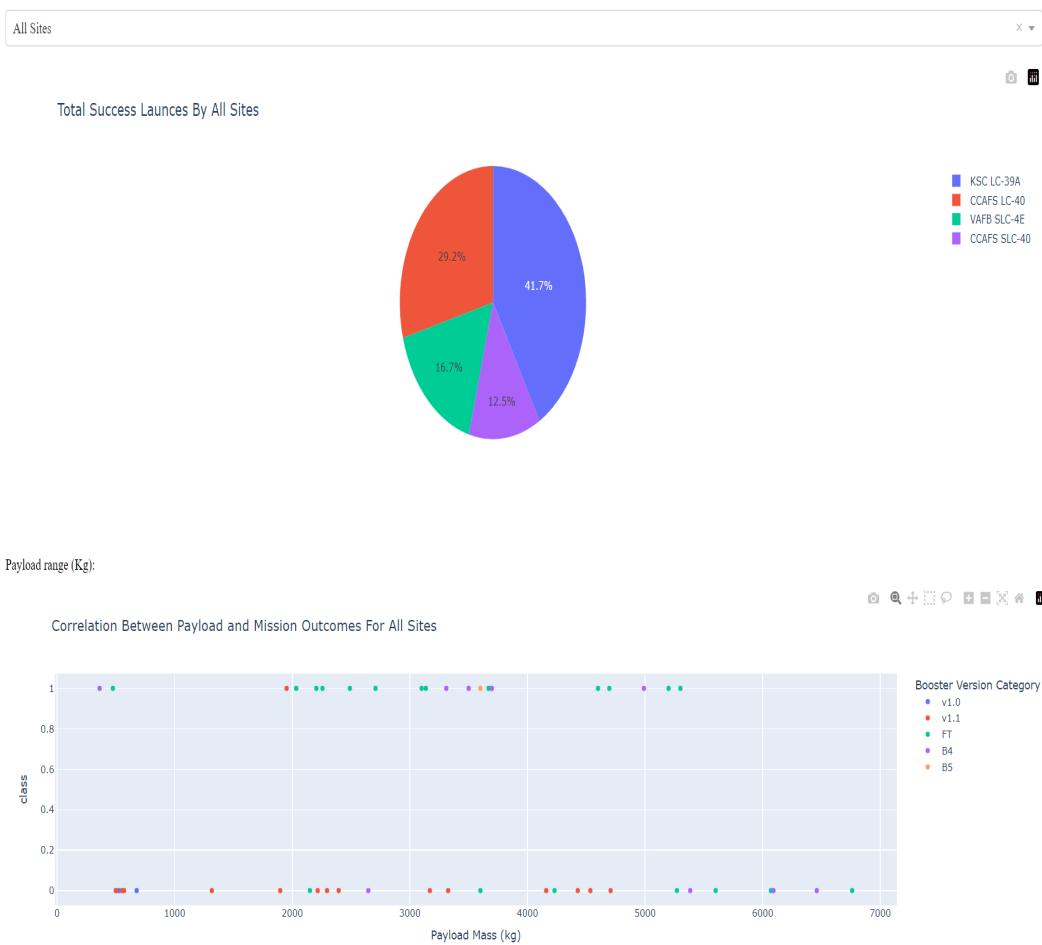 All Sites
Total Success Launces By All Sites
KSC LC-39A
CCAFS LC-40
VAFB SLC-4E
CCAFS SLC-40
29.2%
41.7%
16.7%
12.5%
Payload range (Kg):
Correlation Between Payload and Mission Outcomes For All Sites
Booster Version Category
v1.0
v1.1
FT
B4
B5
class
1
0.8
0.6
0.4
0.2
0
0 1000 2000 3000 4000 5000 6000 7000
Payload Mass (kg)